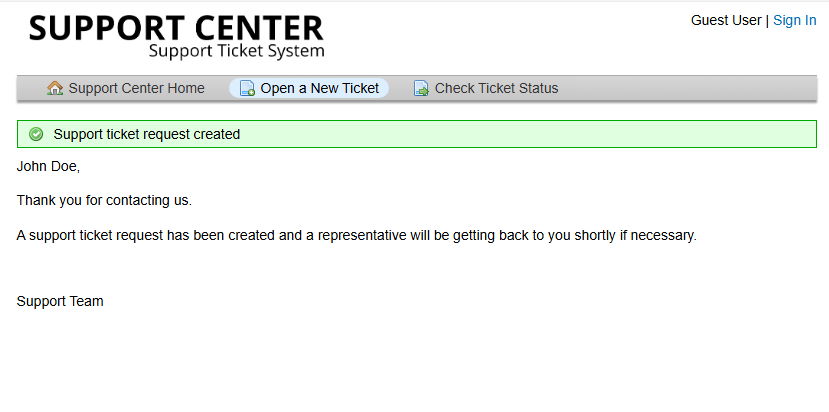 SUPPORT CENTER
Support Ticket System
Guest User | Sign In
Support Center Home
Open a New Ticket
Check Ticket Status
Support ticket request created
John Doe,
Thank you for contacting us.
A support ticket request has been created and a representative will be getting back to you shortly if necessary.
Support Team